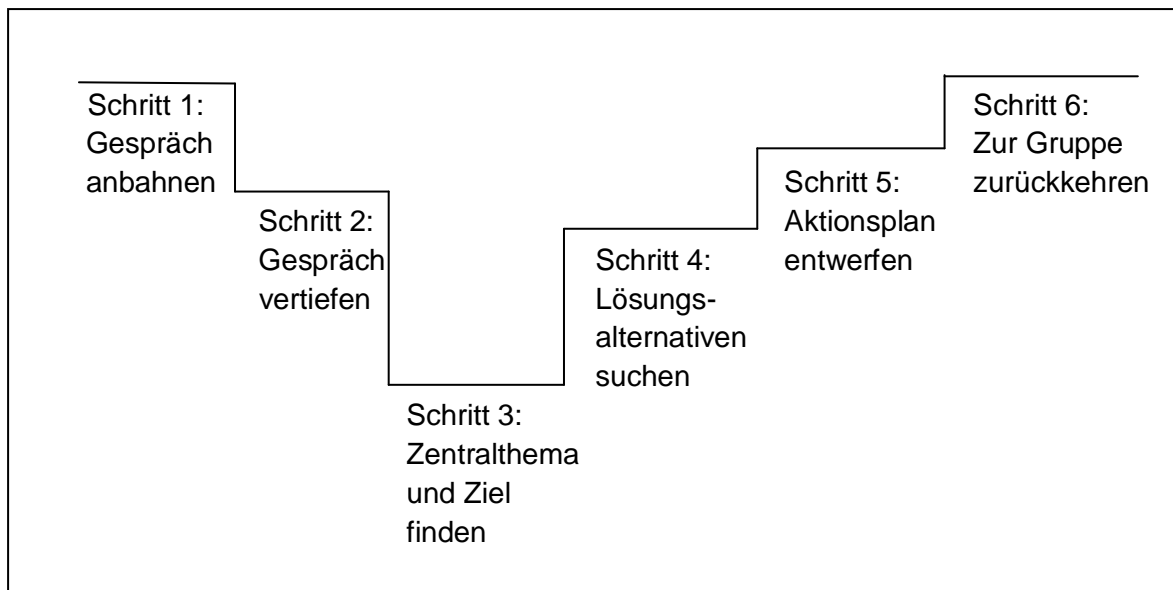 Schritt 1:
Gespräch
anbahnen
Schritt 2:
Gespräch
vertiefen
Schritt 3:
Zentralthema
und Ziel
finden
Schritt 4:
Lösungs-
alternativen
suchen
Schritt 5:
Aktionsplan
entwerfen
Schritt 6:
Zur Gruppe
zurückkehren